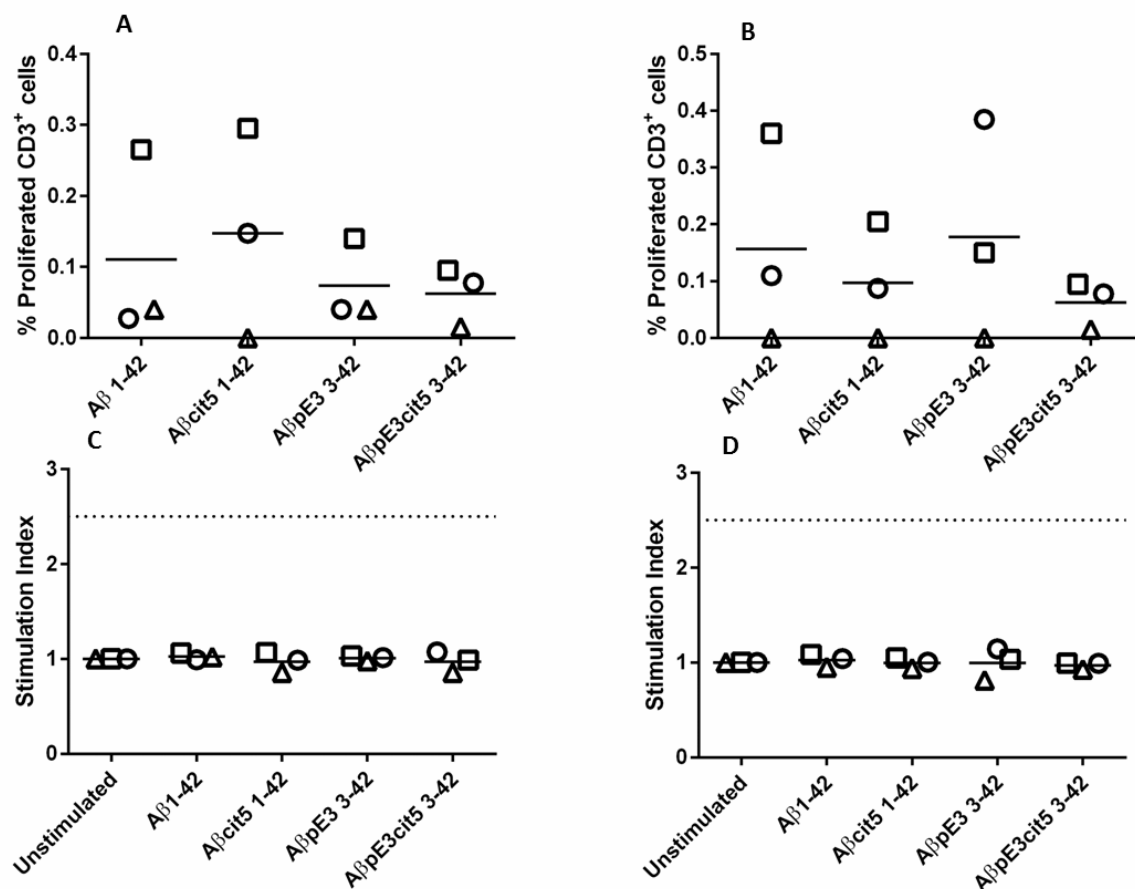 A
% Proliferated CD3⁺ cells
0.4
0.3
0.2
0.1
0.0
Aβ 1-42
Aβcit5 1-42
AβpE3 3-42
AβpE3cit5 3-42
B
% Proliferated CD3⁺ cells
0.5
0.4
0.3
0.2
0.1
0.0
Aβ1-42
Aβcit5 1-42
AβpE3 3-42
AβpE3cit5 3-42
C
Stimulation Index
3
2
1
0
Unstimulated
Aβ1-42
Aβcit5 1-42
AβpE3 3-42
AβpE3cit5 3-42
D
Stimulation Index
3
2
1
0
Unstimulated
Aβ1-42
Aβcit5 1-42
AβpE3 3-42
AβpE3cit5 3-42